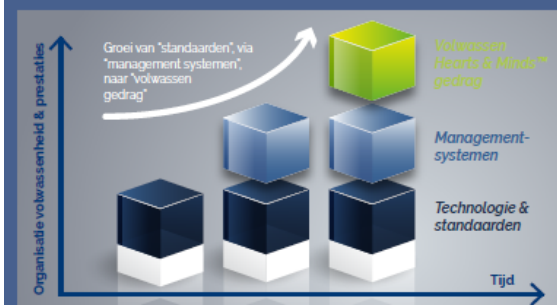 Groei van "standaarden", via
"management systemen",
naar "volwassen
gedrag"
Volwassen
Hearts & Minds™
gedrag
Management-
systemen
Technologie &
standaarden
Organisatie volwassenheid & prestaties
Tijd